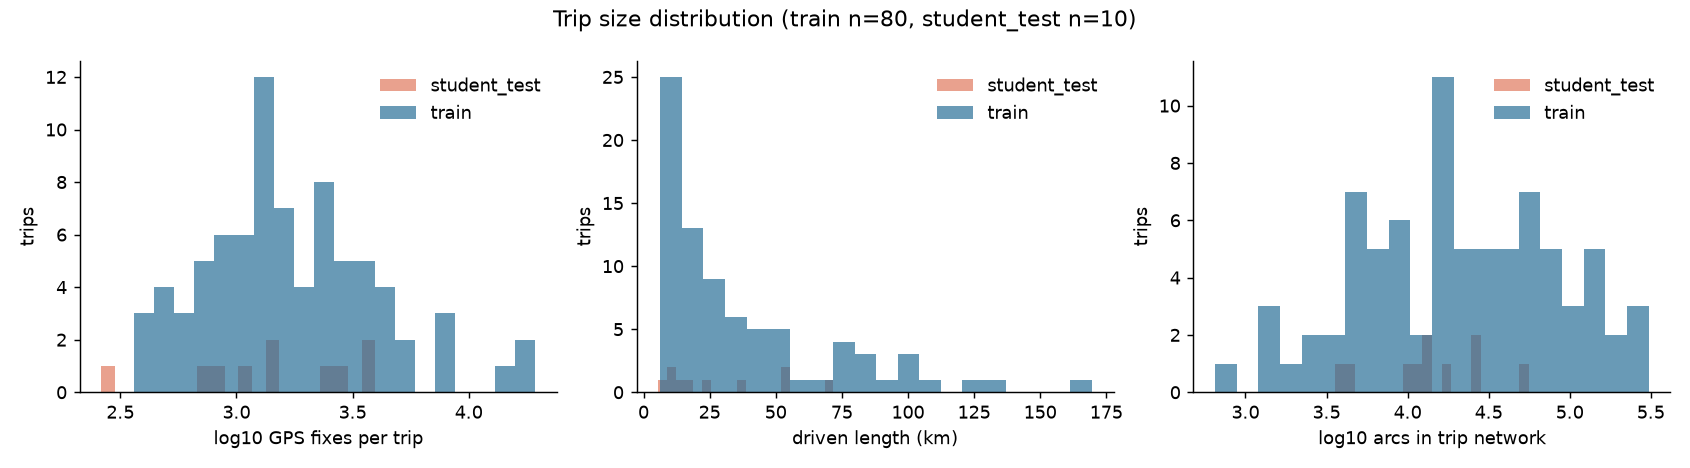 Trip size distribution (train n=80, student_test n=10)
12
10
8
6
4
2
0
trips
2.5 3.0 3.5 4.0
log10 GPS fixes per trip
student_test
train
25
20
15
10
5
0
trips
0 25 50 75 100 125 150 175
driven length (km)
student_test
train
10
8
6
4
2
0
trips
3.0 3.5 4.0 4.5 5.0 5.5
log10 arcs in trip network
student_test
train